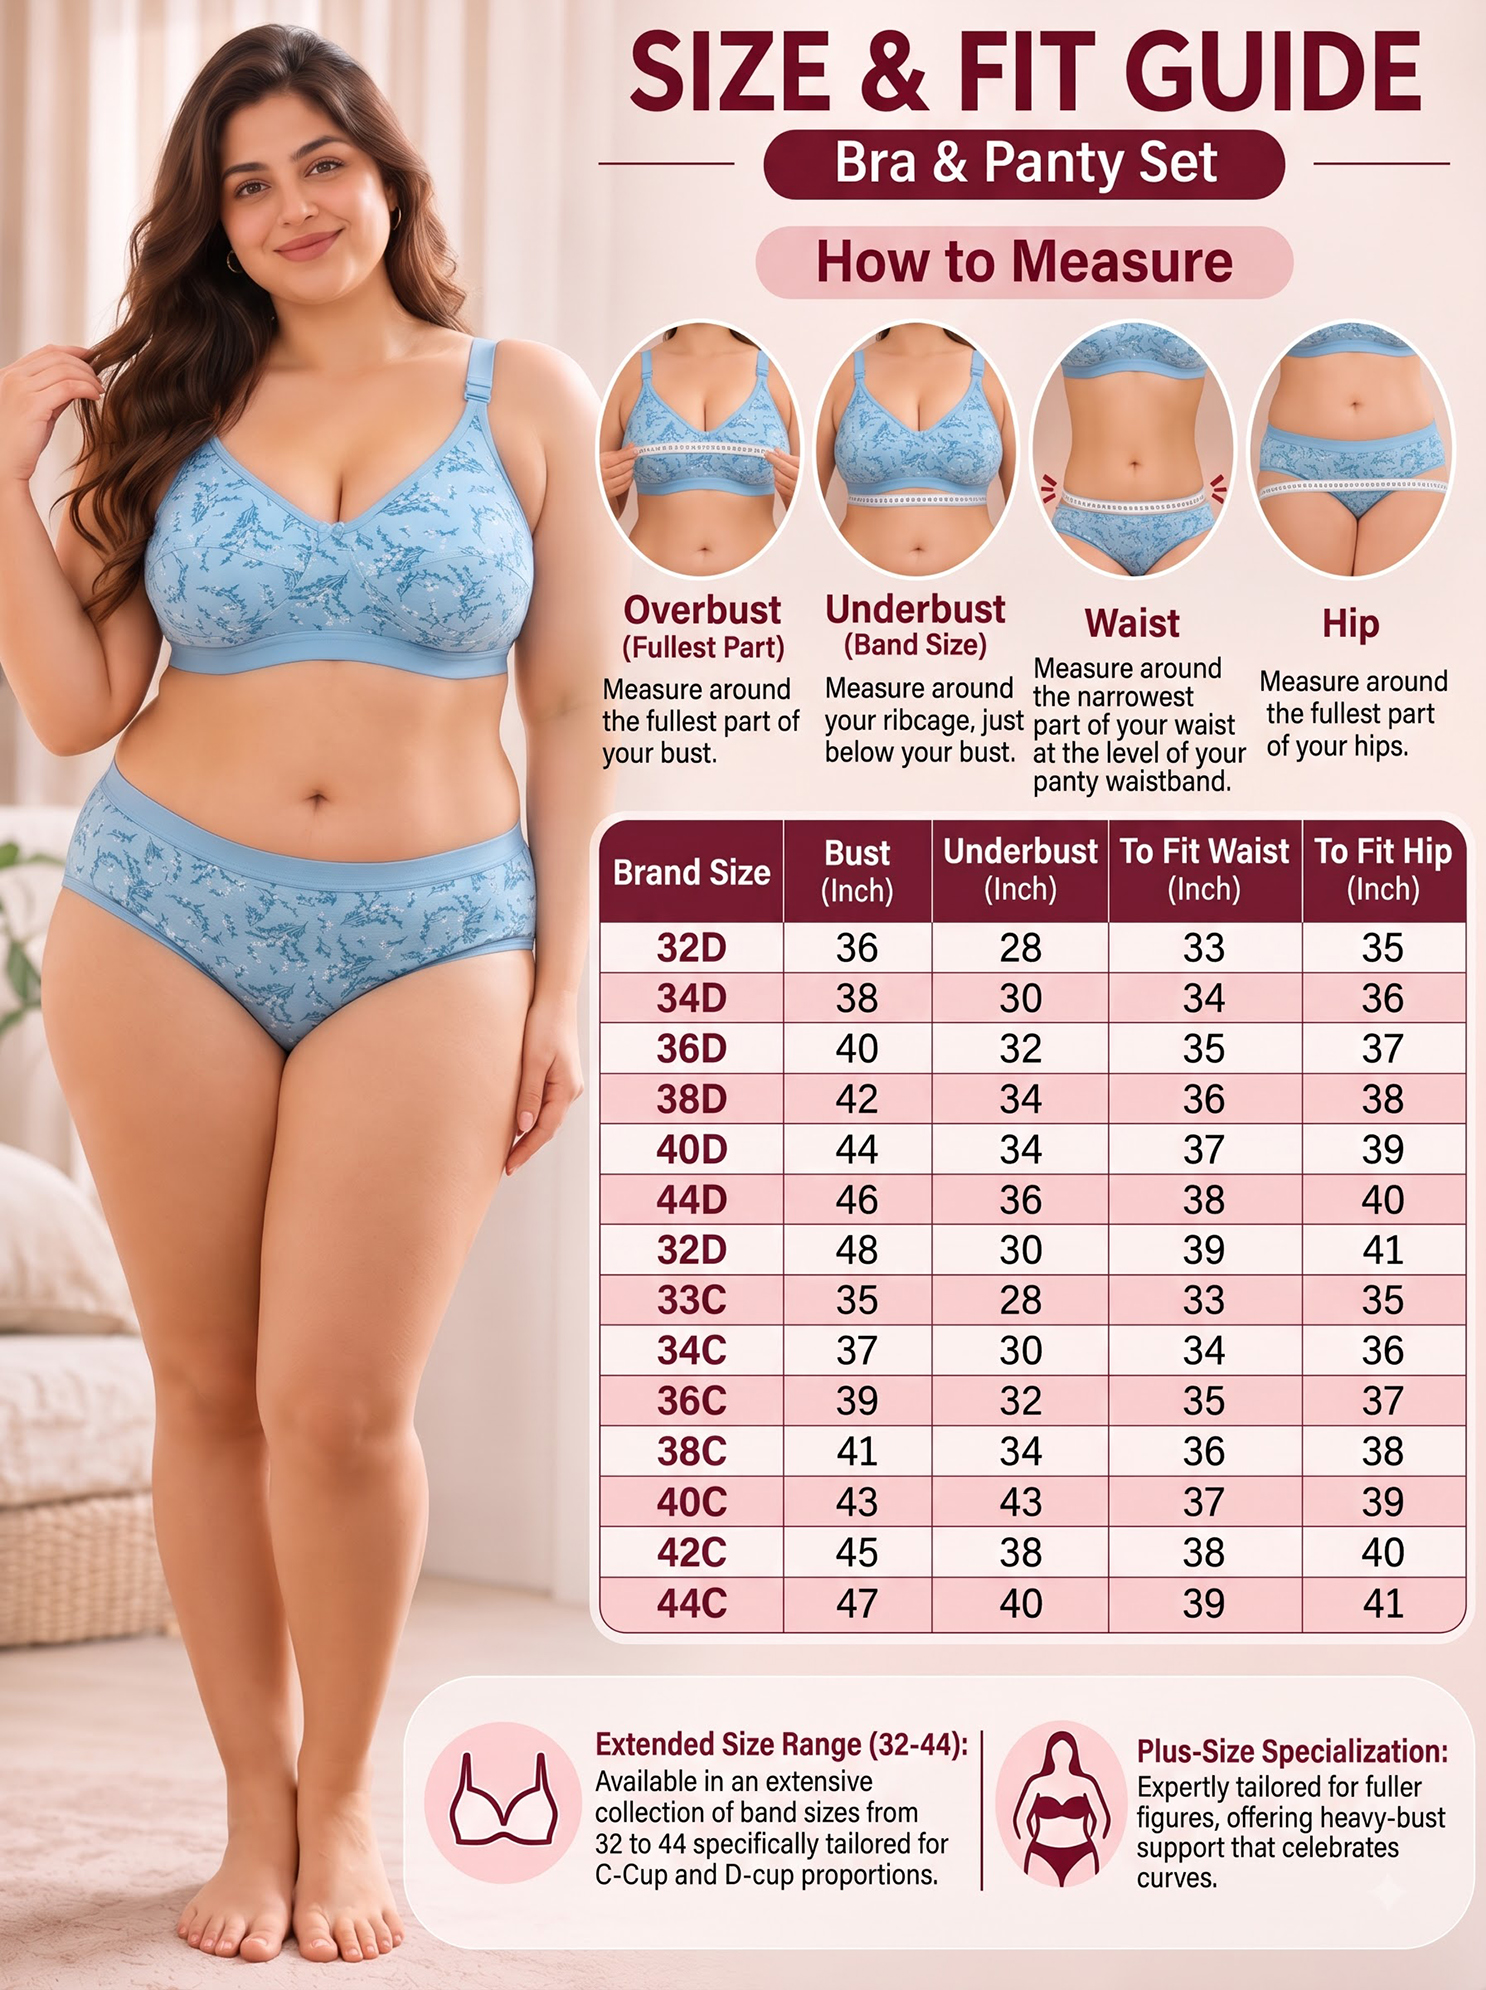 SIZE & FIT GUIDE
Bra & Panty Set
How to Measure
Overbust
(Fullest Part)
Measure around
the fullest part of
your bust.
Underbust
(Band Size)
Measure around
your ribcage, just
below your bust.
Waist
Measure around
the narrowest
part of your waist
at the level of your
panty waistband.
Hip
Measure around
the fullest part
of your hips.
Brand Size Bust (Inch) Underbust (Inch) To Fit Waist (Inch) To Fit Hip (Inch)
32D 36 28 33 35
34D 38 30 34 36
36D 40 32 35 37
38D 42 34 36 38
40D 44 34 37 39
44D 46 36 38 40
32D 48 30 39 41
33C 35 28 33 35
34C 37 30 34 36
36C 39 32 35 37
38C 41 34 36 38
40C 43 43 37 39
42C 45 38 38 40
44C 47 40 39 41
Extended Size Range (32-44):
Available in an extensive
collection of band sizes from
32 to 44 specifically tailored for
C-Cup and D-cup proportions.
Plus-Size Specialization:
Expertly tailored for fuller
figures, offering heavy-bust
support that celebrates
curves.